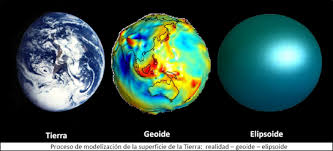 Tierra Geoide Elipsoide
Proceso de modelización de la superficie de la Tierra: realidad – geoide – elipsoide